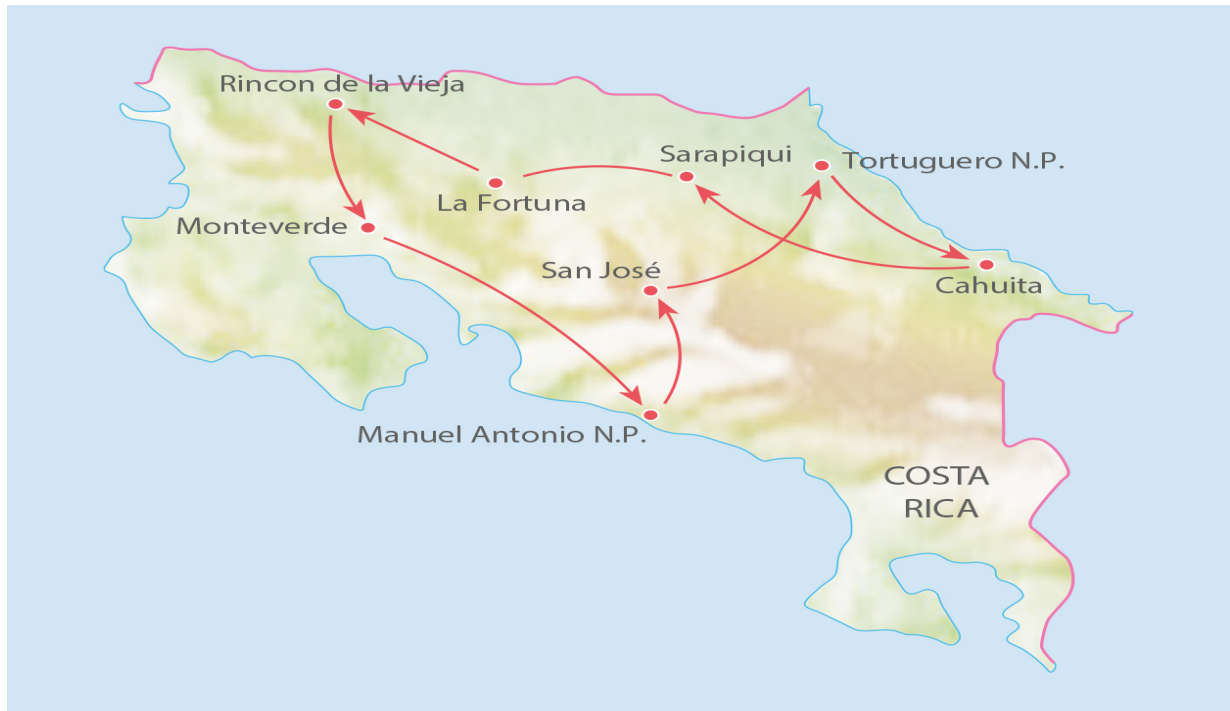 Rincon de la Vieja
Sarapiqui
Tortuguero N.P.
La Fortuna
Monteverde
San José
Cahuita
Manuel Antonio N.P.
COSTA
RICA